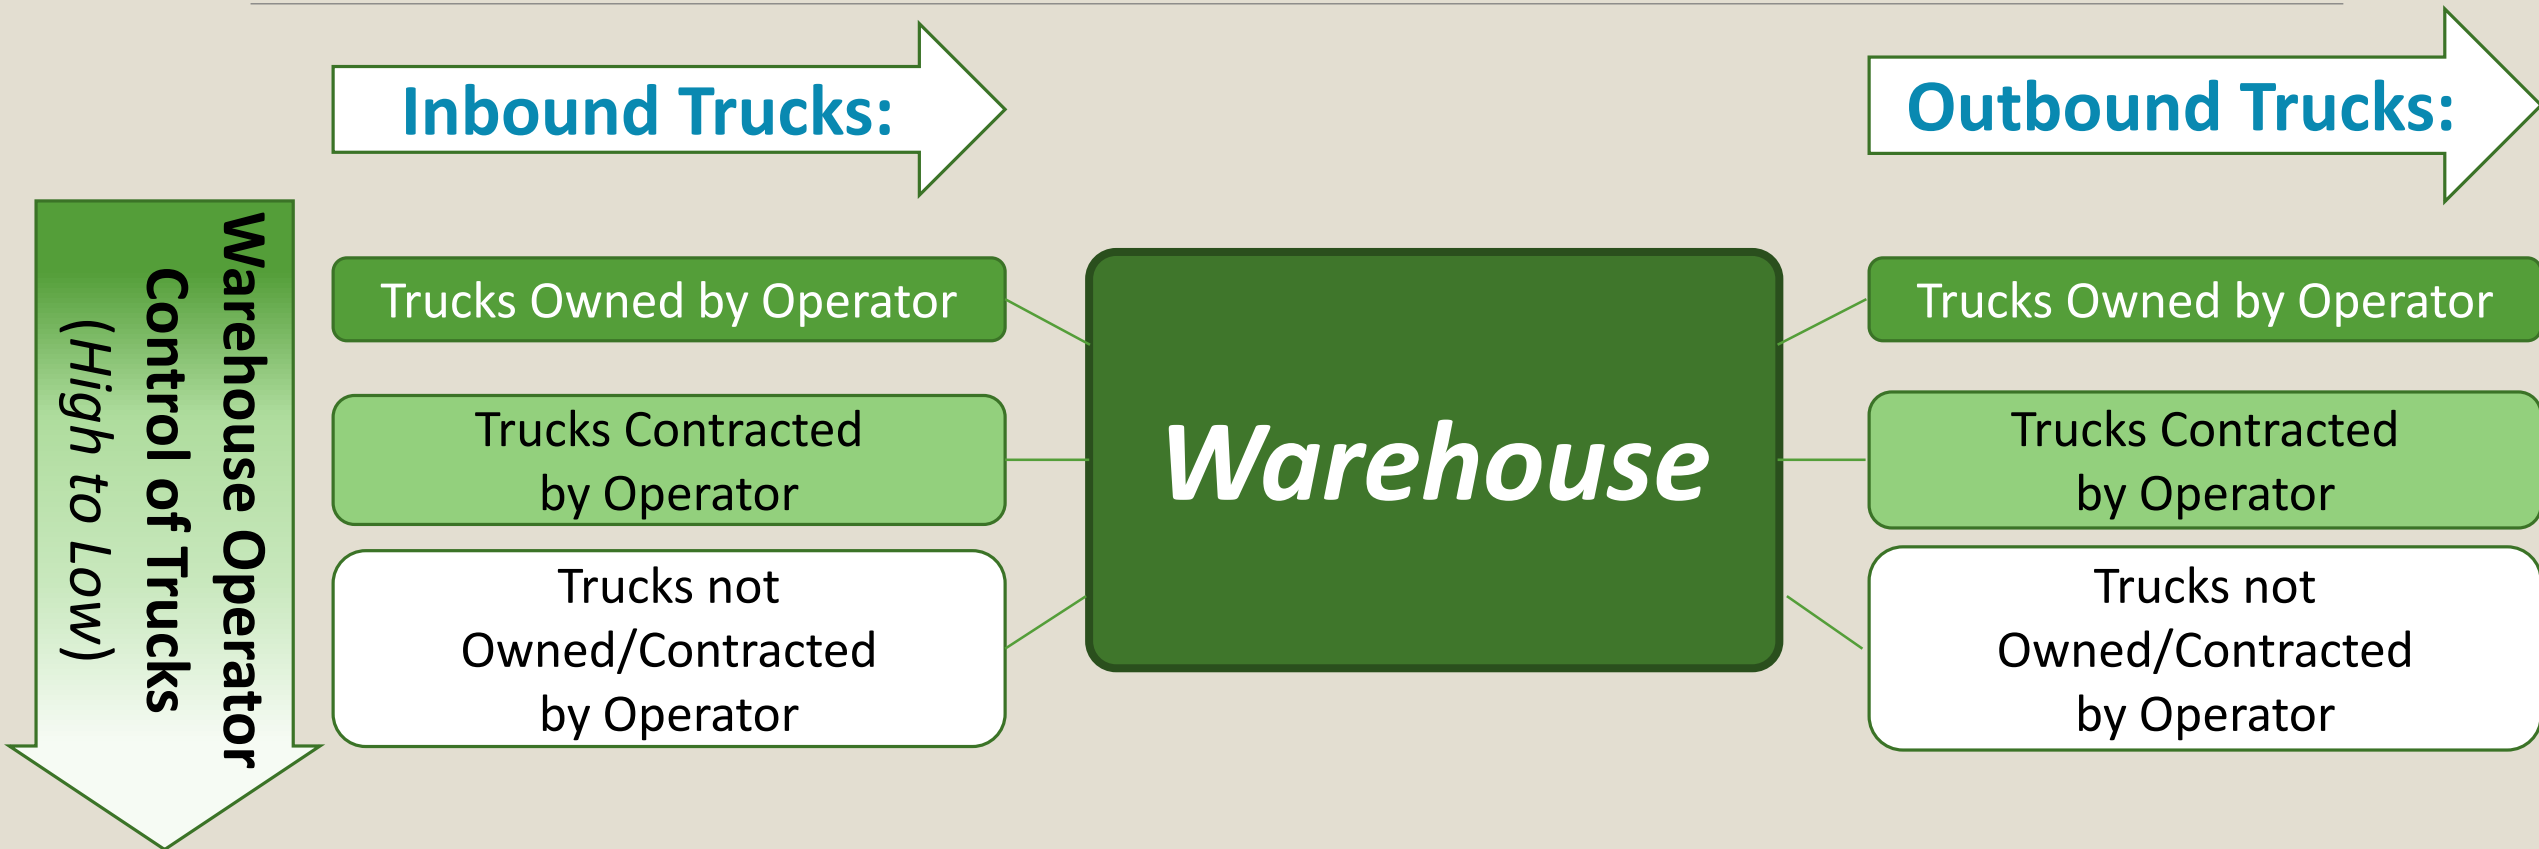 Inbound Trucks:
Outbound Trucks:
Warehouse Operator
Control of Trucks
(High to Low)
Trucks Owned by Operator
Trucks Contracted
by Operator
Trucks not
Owned/Contracted
by Operator
Warehouse
Trucks Owned by Operator
Trucks Contracted
by Operator
Trucks not
Owned/Contracted
by Operator